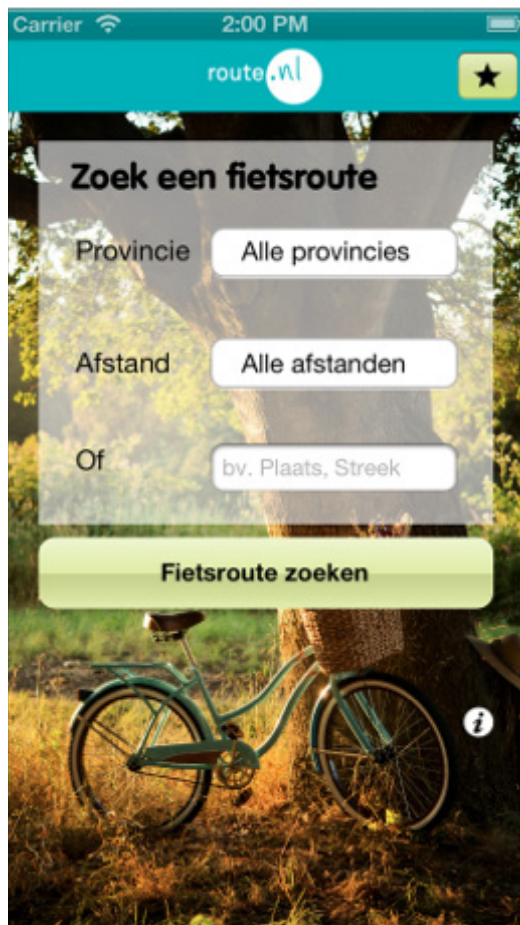 Carrier 2:00 PM
route.nl
Zoek een fietsroute
Provincie Alle provincies
Afstand Alle afstanden
Of bv. Plaats, Streek
Fietsroute zoeken
i